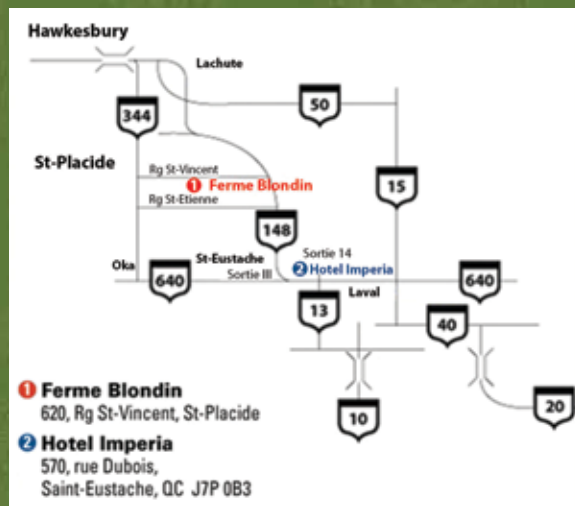 Hawkesbury
Lachute
50
344
St-Placide
Rg St-Vincent
15
1 Ferme Blondin
Rg St-Etienne
148
Sortie 14
Oka
St-Eustache
2 Hotel Imperia
640
Sortie III
640
Laval
13
40
10
20
1 Ferme Blondin
620, Rg St-Vincent, St-Placide
2 Hotel Imperia
570, rue Dubois,
Saint-Eustache, QC J7P 0B3